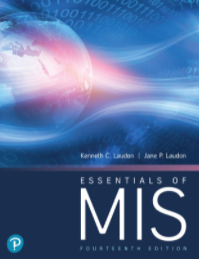 Kenneth C. Laudon | Jane P. Laudon
ESSENTIALS OF
MIS
FOURTEENTH EDITION
P